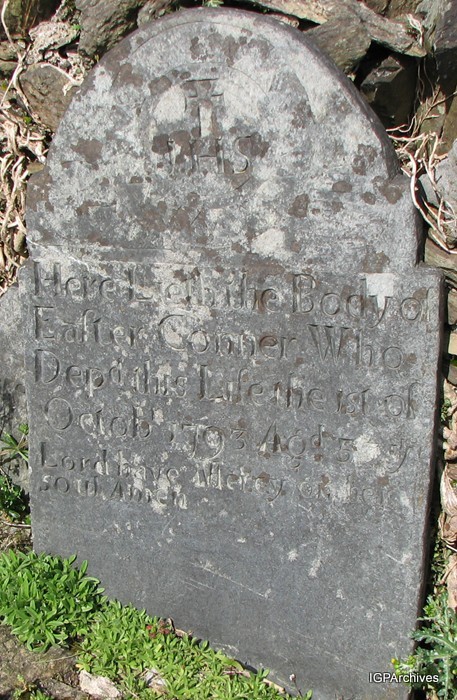 IHS
Here Lieth the Body of
Easter Conner Who
Depd this Life the 1st of
Octobr 1793 Agd
Lord have Mercy on her
soul Amen
IGPArchives